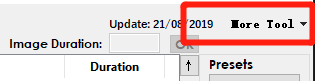 Update: 21/08/2019 More Tool
Image Duration: OK
Duration Presets